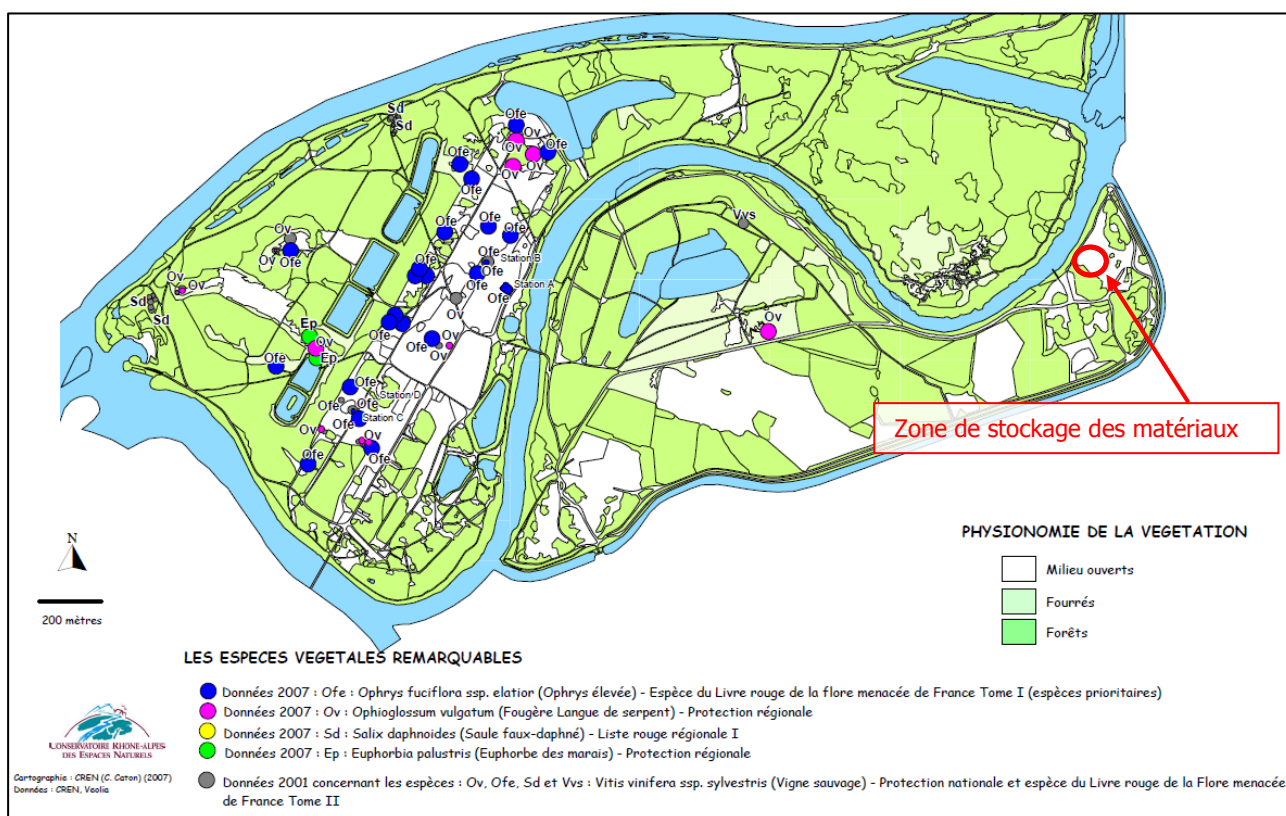 Sd
Sd
Ofe
Ov
Ofe
Ov
Ofe
Ov
Ov
Ofe
Ofe
Ofe
Ofe
Vvs
Ov
Ov
Ofe
Ofe
Station B
Ofe
Ofe
Ofe
Station A
Ov
Ov
Sd
Sd
Ov
Ep
Ov
Ep
Ofe
Ofe
Ov
Ofe
Ov
Ov
Zone de stockage des matériaux
Ofe
Station D
Ofe
Ofe
Station C
Ofe
Ov
Ov
Ofe
Ofe
N
200 mètres
PHYSIONOMIE DE LA VEGETATION
Milieu ouverts
Fourrés
Forêts
LES ESPECES VEGETALES REMARQUABLES
Données 2007 : Ofe : Ophrys fuciflora ssp. elatior (Ophrys élevée) - Espèce du Livre rouge de la flore menacée de France Tome I (espèces prioritaires)
Données 2007 : Ov : Ophioglossum vulgatum (Fougère Langue de serpent) - Protection régionale
Données 2007 : Sd : Salix daphnoides (Saule faux-daphné) - Liste rouge régionale I
Données 2007 : Ep : Euphorbia palustris (Euphorbe des marais) - Protection régionale
Données 2001 concernant les espèces : Ov, Ofe, Sd et Vvs : Vitis vinifera ssp. sylvestris (Vigne sauvage) - Protection nationale et espèce du Livre rouge de la Flore menacée
de France Tome II
CONSERVATOIRE RHONE-ALPES
DES ESPACES NATURELS
Cartographie : CREN (C. Caton) (2007)
Données : CREN, Veolia